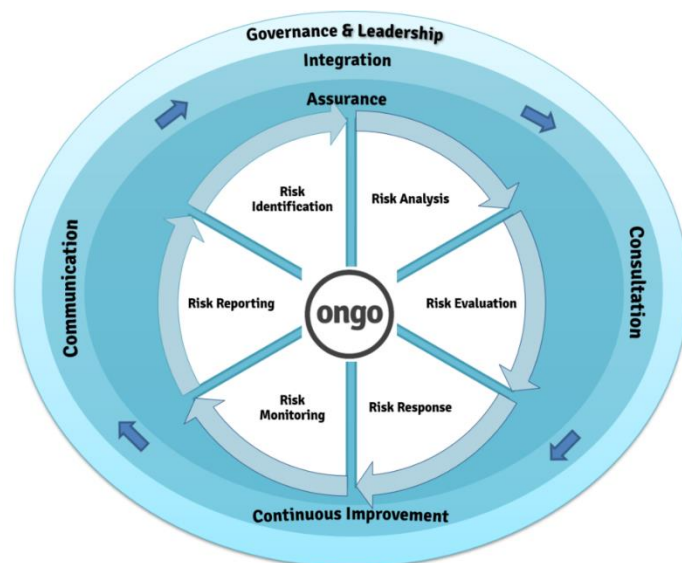 Governance & Leadership
Integration
Assurance
Risk
Identification
Risk Analysis
Communication
Consultation
Risk Reporting
ongo
Risk Evaluation
Risk
Monitoring
Risk Response
Continuous Improvement